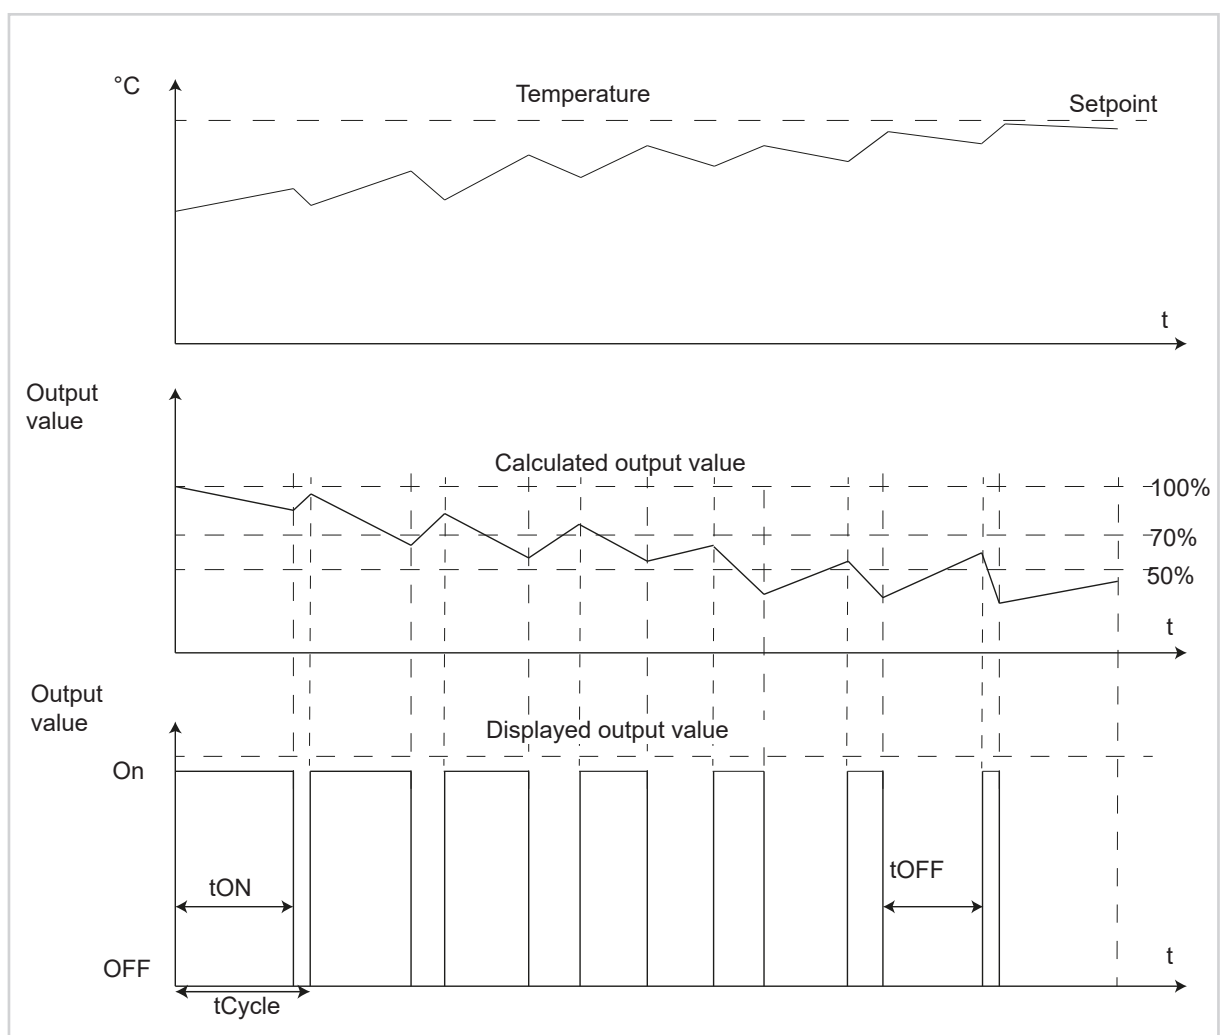 °C
Temperature
Setpoint
t
Output
value
Calculated output value
100%
70%
50%
t
Output
value
Displayed output value
On
tON
tOFF
OFF
t
tCycle